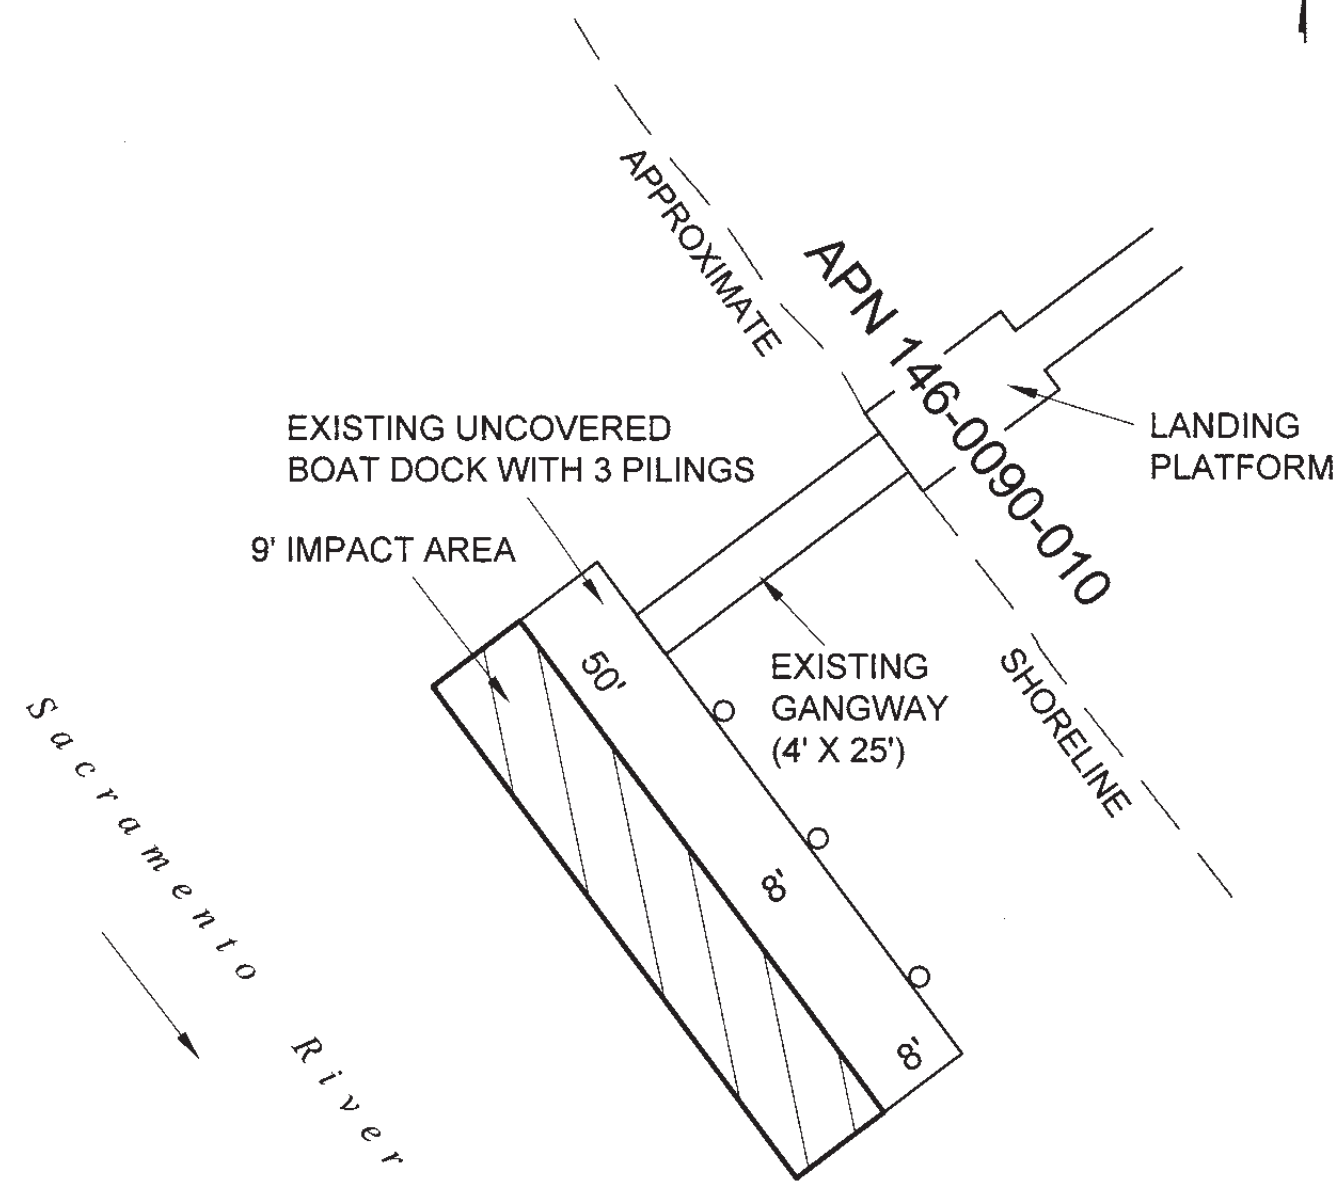 APPROXIMATE
APN 146-0090-010
LANDING
PLATFORM
EXISTING UNCOVERED
BOAT DOCK WITH 3 PILINGS
9' IMPACT AREA
50'
EXISTING
GANGWAY
(4' X 25')
SHORELINE
8'
8'
Sacramento River